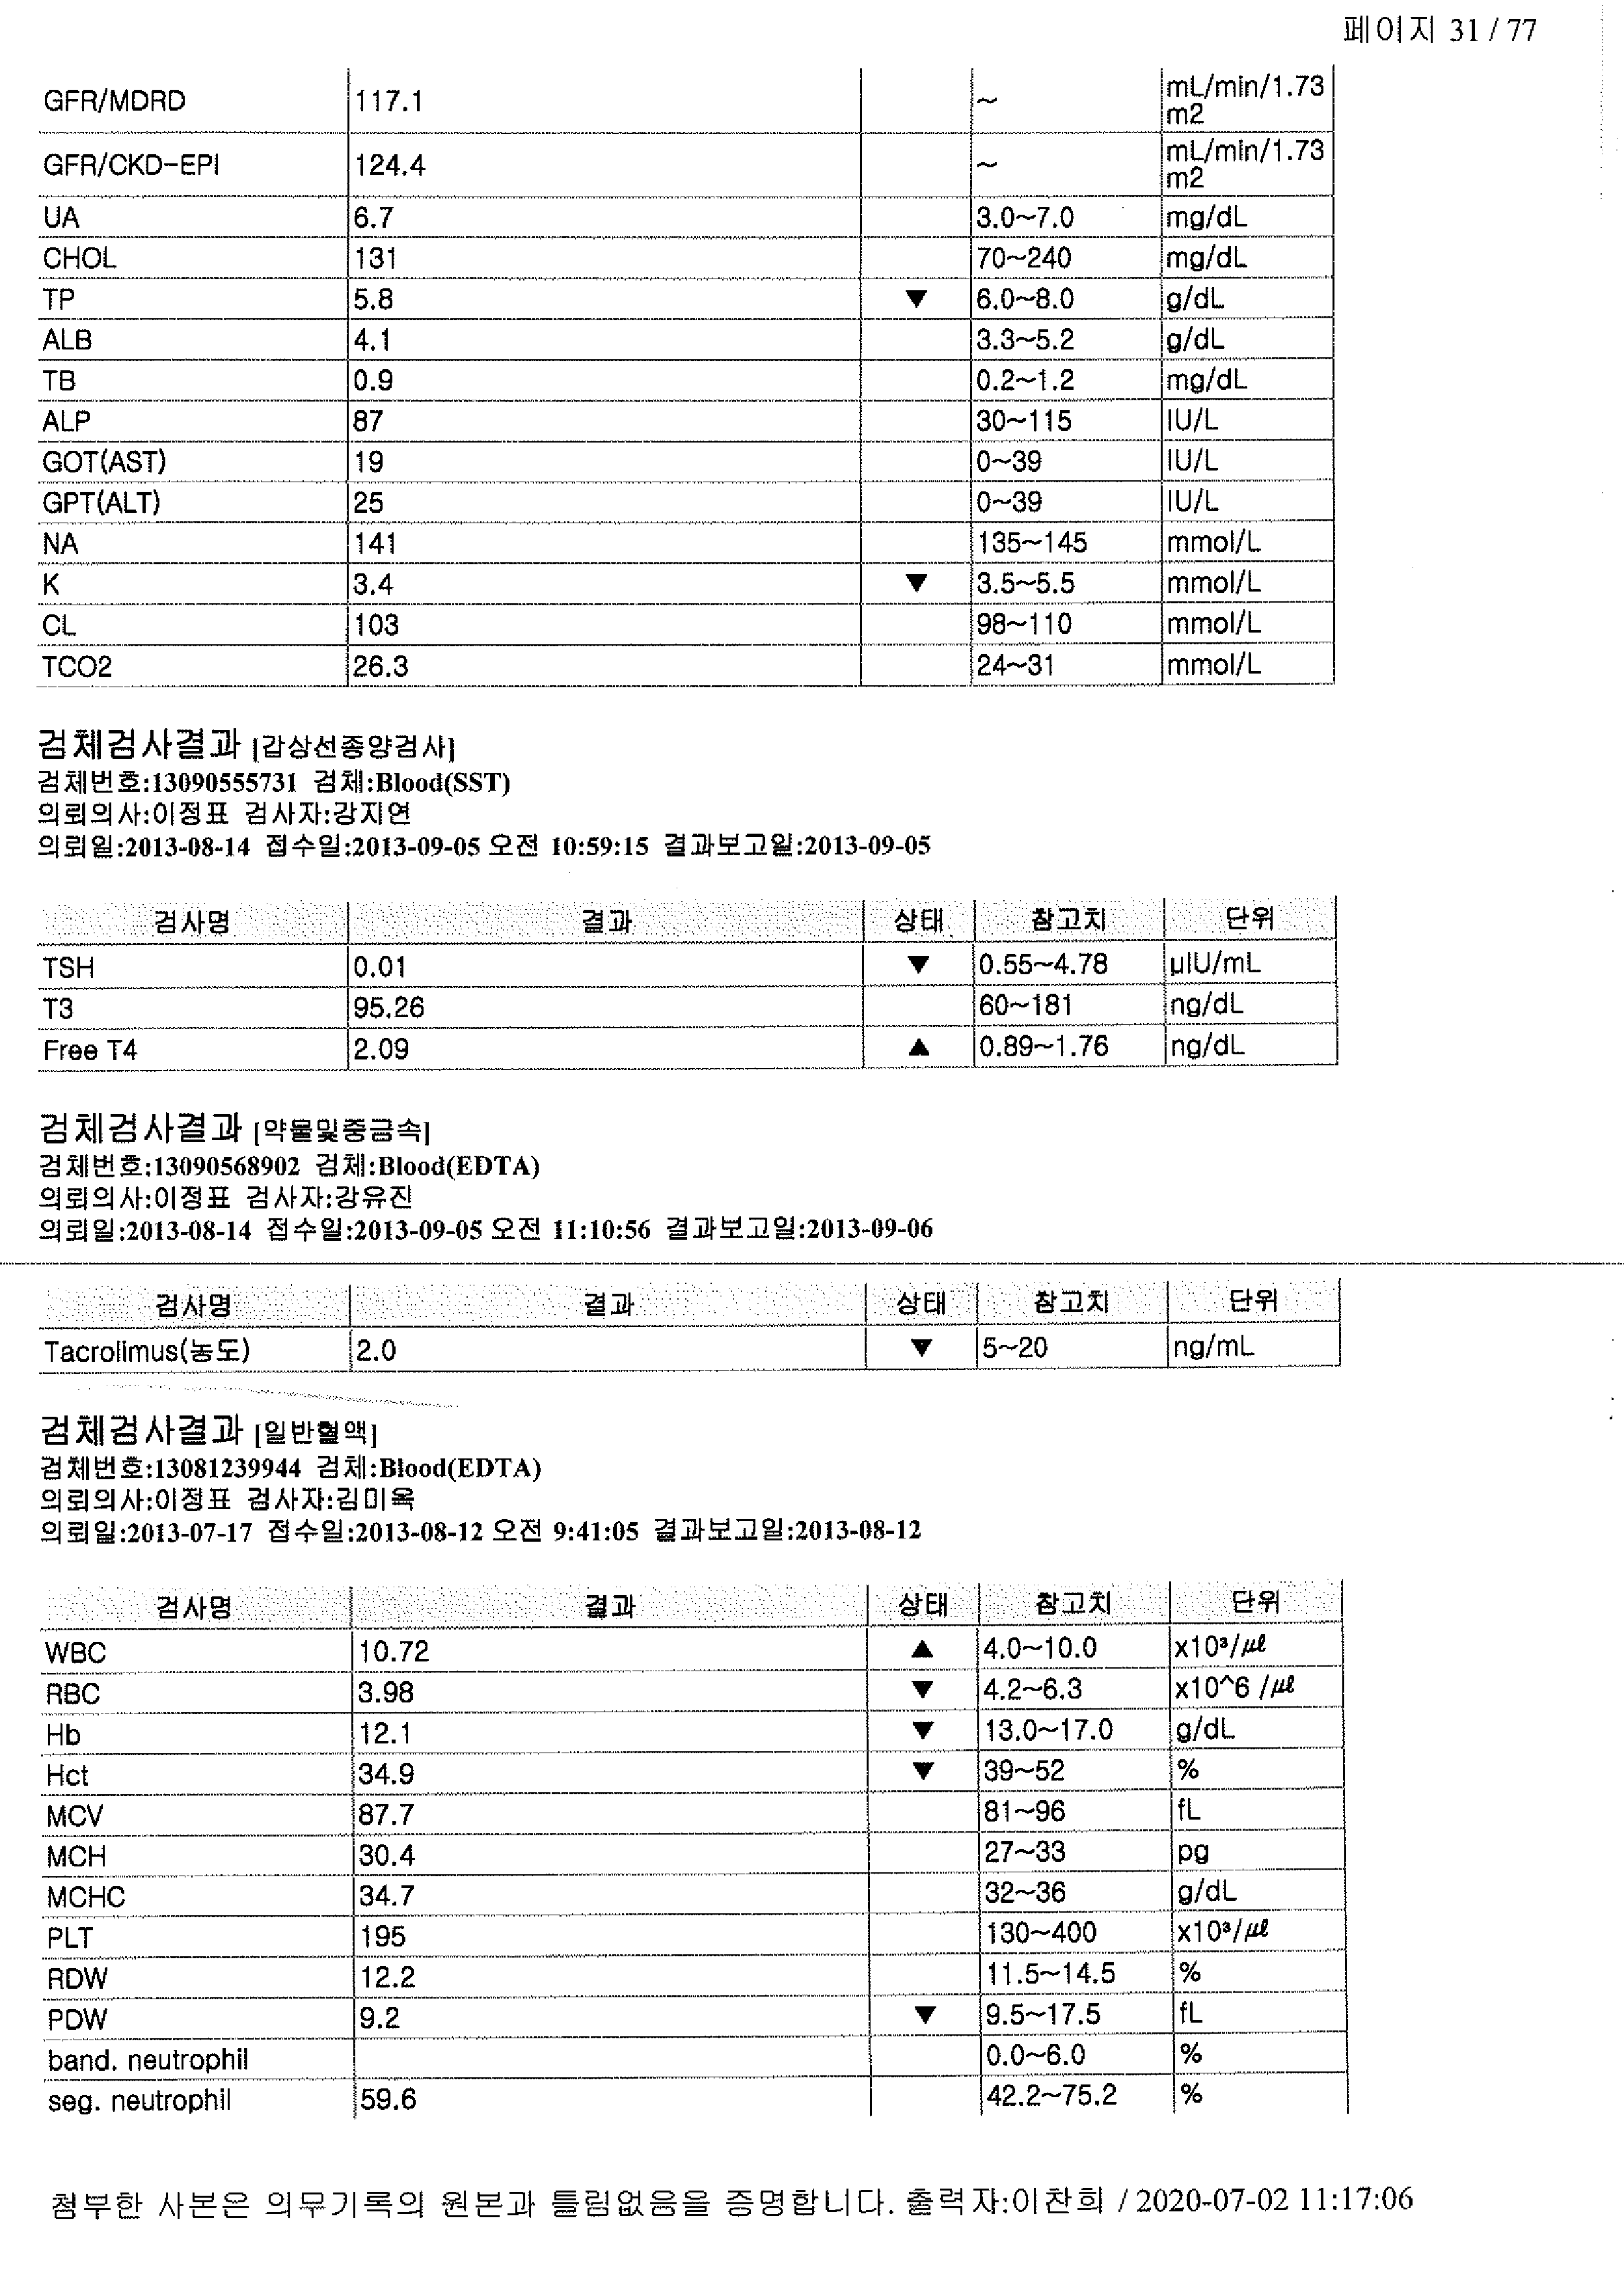 페이지 31 / 77
GFR/MDRD 117.1 ~ mL/min/1.73 m2
GFR/CKD-EPI 124.4 ~ mL/min/1.73 m2
UA 6.7 3.0~7.0 mg/dL
CHOL 131 70~240 mg/dL
TP 5.8 ▼ 6.0~8.0 g/dL
ALB 4.1 3.3~5.2 g/dL
TB 0.9 0.2~1.2 mg/dL
ALP 87 30~115 IU/L
GOT(AST) 19 0~39 IU/L
GPT(ALT) 25 0~39 IU/L
NA 141 135~145 mmol/L
K 3.4 ▼ 3.5~5.5 mmol/L
CL 103 98~110 mmol/L
TCO2 26.3 24~31 mmol/L
검체검사결과 [갑상선종양검사]
검체번호:13090555731 검체:Blood(SST)
의뢰의사:이정표 검사자:강지연
의뢰일:2013-08-14 접수일:2013-09-05 오전 10:59:15 결과보고일:2013-09-05
검사명 결과 상태 참고치 단위
TSH 0.01 ▼ 0.55~4.78 µIU/mL
T3 95.26 60~181 ng/dL
Free T4 2.09 ▲ 0.89~1.76 ng/dL
검체검사결과 [약물및중금속]
검체번호:13090568902 검체:Blood(EDTA)
의뢰의사:이정표 검사자:강유진
의뢰일:2013-08-14 접수일:2013-09-05 오전 11:10:56 결과보고일:2013-09-06
검사명 결과 상태 참고치 단위
Tacrolimus(농도) 2.0 ▼ 5~20 ng/mL
검체검사결과 [일반혈액]
검체번호:13081239944 검체:Blood(EDTA)
의뢰의사:이정표 검사자:김미옥
의뢰일:2013-07-17 접수일:2013-08-12 오전 9:41:05 결과보고일:2013-08-12
검사명 결과 상태 참고치 단위
WBC 10.72 ▲ 4.0~10.0 x10³/㎕
RBC 3.98 ▼ 4.2~6.3 x10^6 /㎕
Hb 12.1 ▼ 13.0~17.0 g/dL
Hct 34.9 ▼ 39~52 %
MCV 87.7 81~96 fL
MCH 30.4 27~33 pg
MCHC 34.7 32~36 g/dL
PLT 195 130~400 x10³/㎕
RDW 12.2 11.5~14.5 %
PDW 9.2 ▼ 9.5~17.5 fL
band. neutrophil 0.0~6.0 %
seg. neutrophil 59.6 42.2~75.2 %
첨부한 사본은 의무기록의 원본과 틀림없음을 증명합니다. 출력자:이찬희 / 2020-07-02 11:17:06